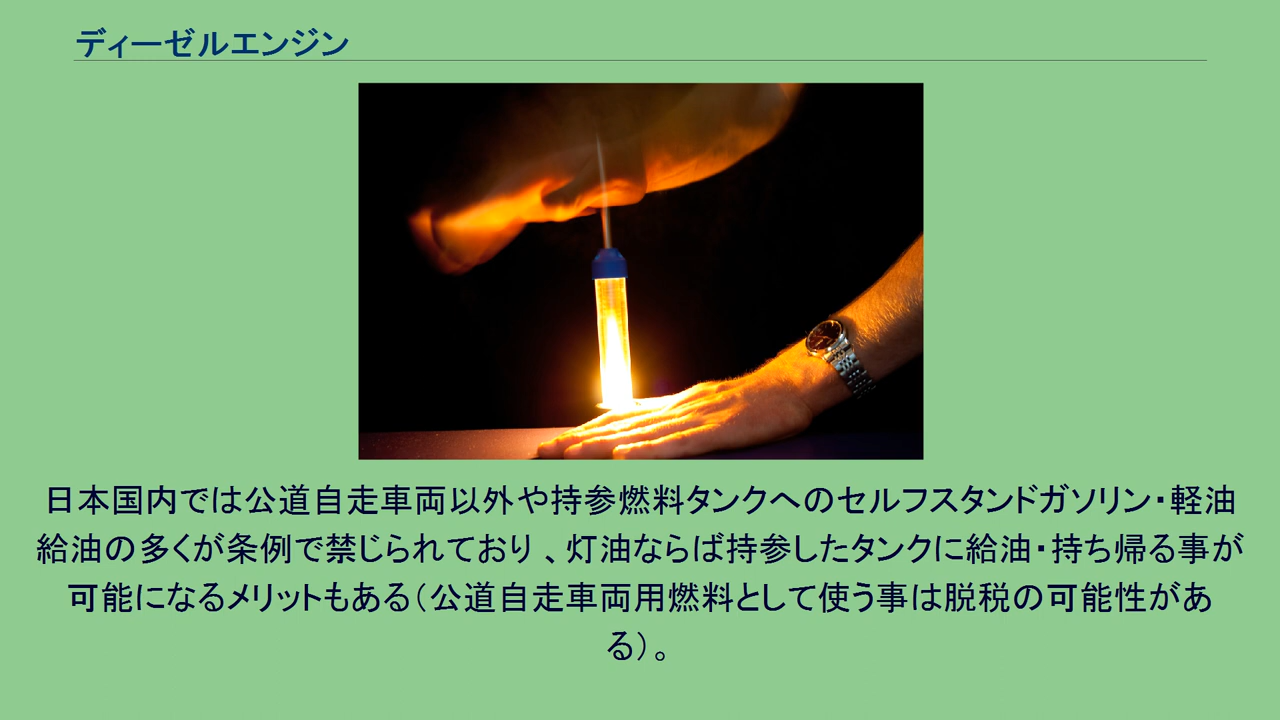 ディーゼルエンジン
日本国内では公道自走車両以外や持参燃料タンクへのセルフスタンドガソリン・軽油
給油の多くが条例で禁じられており 、灯油ならば持参したタンクに給油・持ち帰る事が
可能になるメリットもある（公道自走車両用燃料として使う事は脱税の可能性があ
る）。